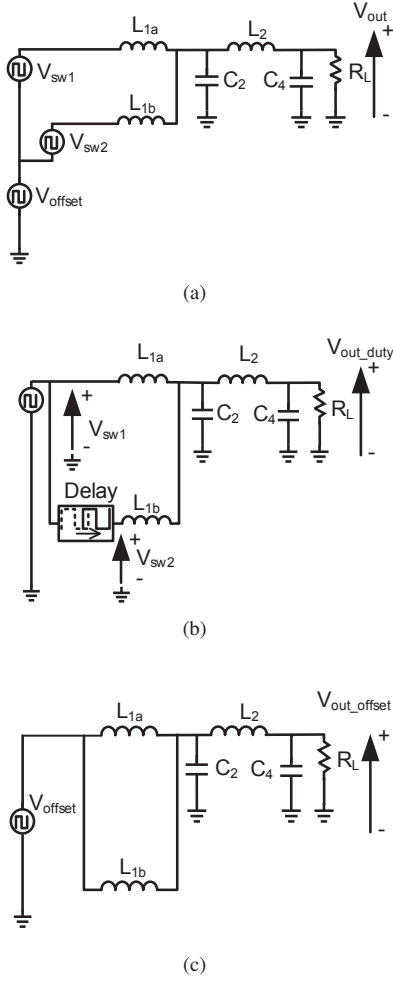 L1a L2 Vout
+
Vsw1 C2 C4 RL
L1b
Vsw2 -
Voffset
(a)
L1a L2 Vout_duty
+ +
Vsw1 C2 C4 RL
- -
Delay L1b
+
Vsw2
-
(b)
L1a L2 Vout_offset
+
C2 C4 RL
Voffset
L1b -
(c)